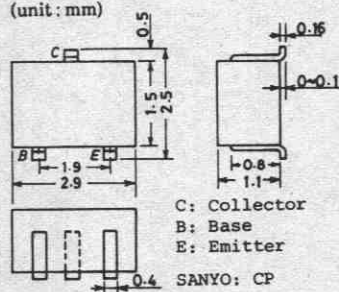 (unit: mm)
0.5
0.16
C
1.5
2.5
0~0.1
B
E
1.9
2.9
0.8
1.1
C: Collector
B: Base
E: Emitter
0.4
SANYO: CP